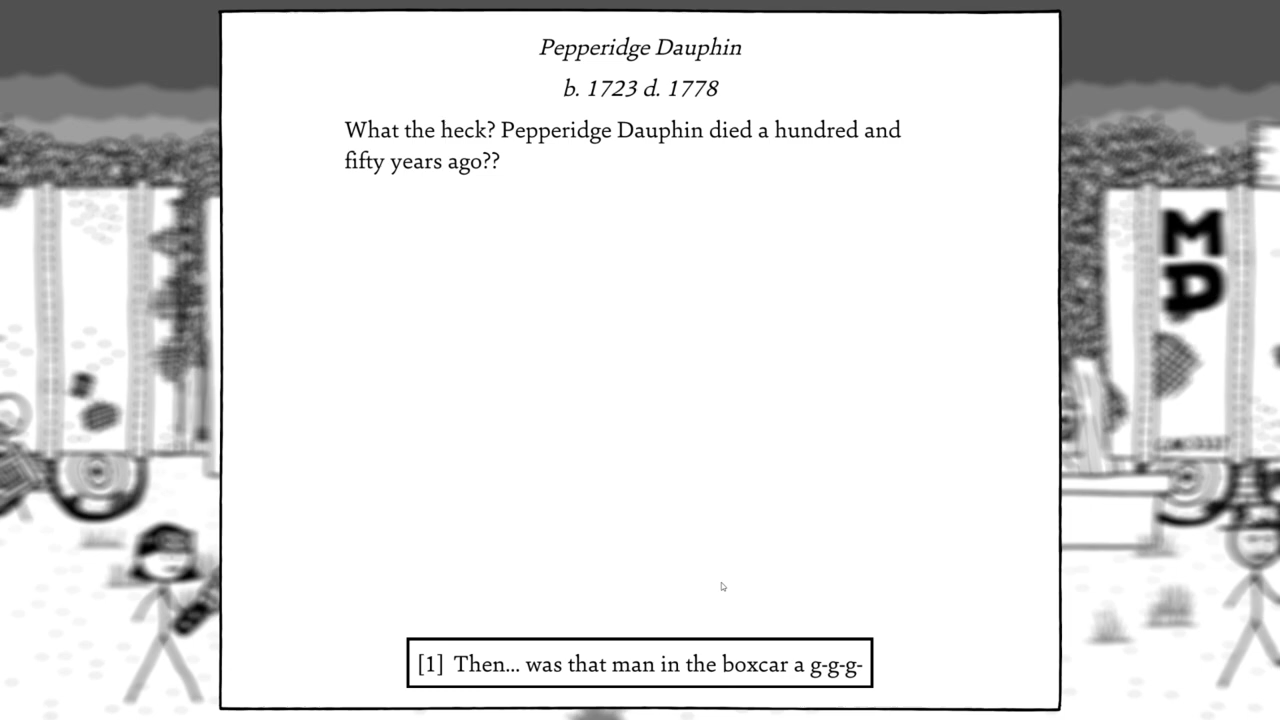 Pepperidge Dauphin
b. 1723 d. 1778
What the heck? Pepperidge Dauphin died a hundred and
fifty years ago??
M
D
[1] Then... was that man in the boxcar a g-g-g-